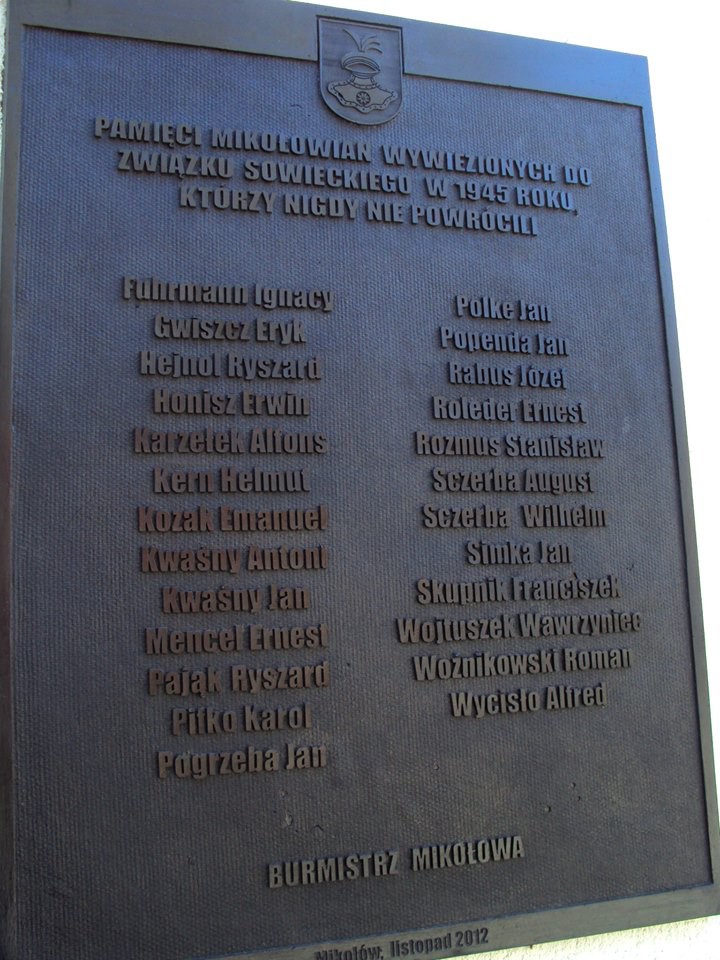 PAMIĘCI MIKOŁOWIAN WYWIEZIONYCH DO
ZWIĄZKU SOWIECKIEGO W 1945 ROKU,
KTÓRZY NIGDY NIE POWRÓCILI
Fuhrmann Ignacy
Gwiszcz Eryk
Hejnol Ryszard
Honisz Erwin
Karzełek Alfons
Kern Helmut
Kozak Emanuel
Kwaśny Antoni
Kwaśny Jan
Mencel Ernest
Pająk Ryszard
Pifko Karol
Pogrzeba Jan
Polke Jan
Popenda Jan
Rabus Józef
Roleder Ernest
Rozmus Stanisław
Sczerba August
Sczerba Wilhelm
Simka Jan
Skupnik Franciszek
Wojtuszek Wawrzyniec
Woźnikowski Roman
Wycisło Alfred
BURMISTRZ MIKOŁOWA
Mikołów, listopad 2012